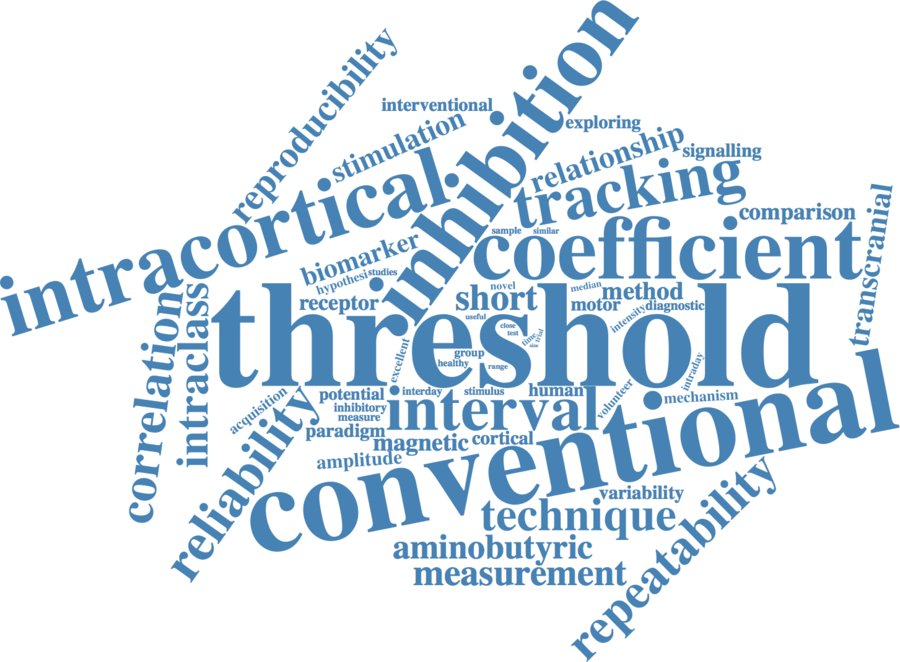 reproducibility
interventional
inhibition
exploring
stimulation
relationship
signalling
intracortical
tracking
comparison
transcranial
biomarker
sample
similar
coefficient
hypothesi
studies
receptor
short
novel
median
method
motor
diagnostic
useful
intensity
threshold
close
test
time
trial
size
correlations
intraclass
excellent
group
healthy
range
intraday
acquisition
potential
interday
stimulus
human
volunteer
mechanism
inhibitory
measure
interval
paradigm
magnetic
cortical
reliability
amplitude
conventional
variability
technique
repeatability
aminobutyric
measurement